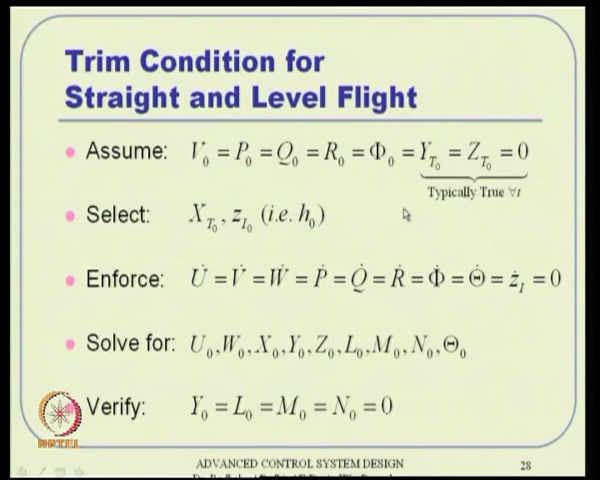 Trim Condition for
Straight and Level Flight
Assume: V₀ = P₀ = Q₀ = R₀ = Φ₀ = Y_T₀ = Z_T₀ = 0
Typically True ∀t
Select: X_T₀, z_I₀ (i.e. h₀)
Enforce: U̇ = V̇ = Ẇ = Ṗ = Q̇ = Ṙ = Φ̇ = Θ̇ = ż_I = 0
Solve for: U₀, W₀, X₀, Y₀, Z₀, L₀, M₀, N₀, Θ₀
Verify: Y₀ = L₀ = M₀ = N₀ = 0
NPTEL
ADVANCED CONTROL SYSTEM DESIGN
28